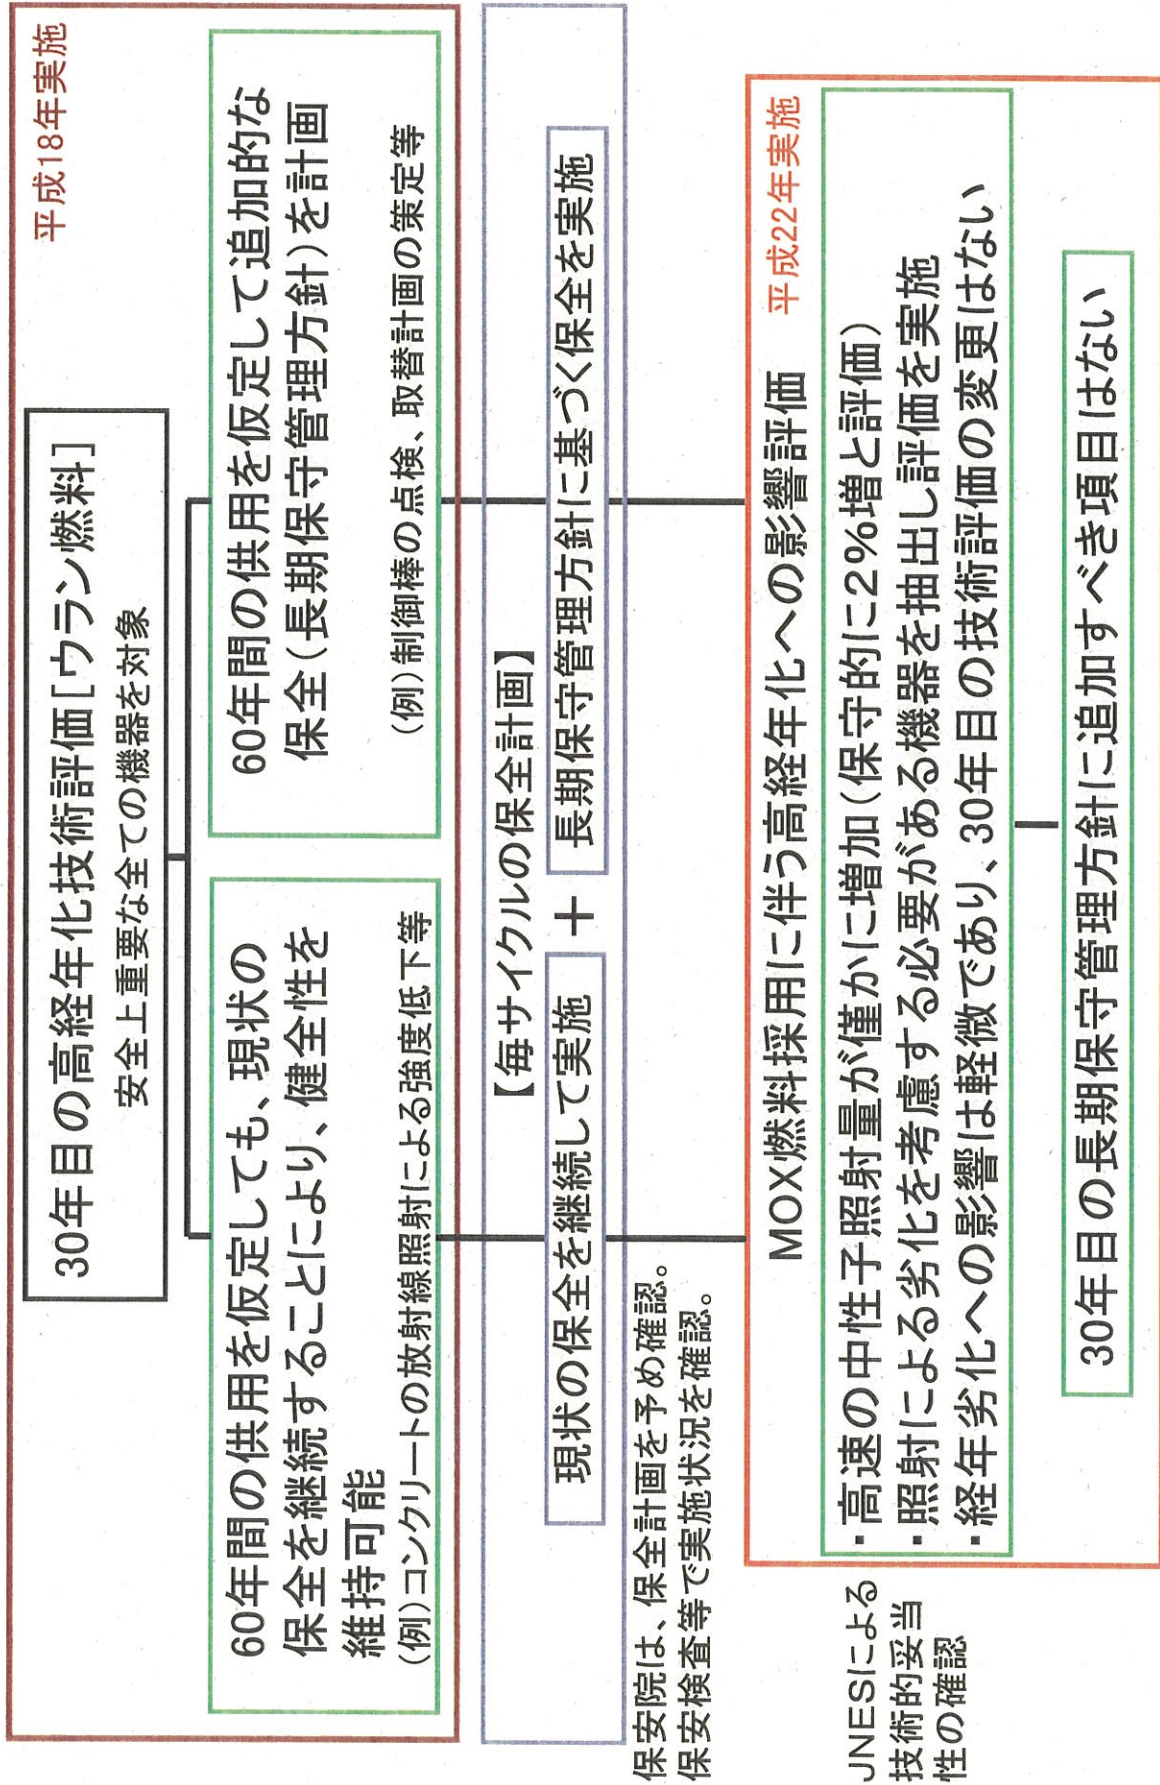 平成18年実施
30年目の高経年化技術評価[ウラン燃料]
安全上重要な全ての機器を対象
60年間の供用を仮定しても、現状の
保全を継続することにより、健全性を
維持可能
(例)コンクリートの放射線照射による強度低下等
60年間の供用を仮定して追加的な
保全(長期保守管理方針)を計画
(例)制御棒の点検、取替計画の策定等
【毎サイクルの保全計画】
現状の保全を継続して実施
+
長期保守管理方針に基づく保全を実施
保安院は、保全計画を予め確認。
保安検査等で実施状況を確認。
MOX燃料採用に伴う高経年化への影響評価
平成22年実施
・高速の中性子照射量が僅かに増加(保守的に2%増と評価)
・照射による劣化を考慮する必要がある機器を抽出し評価を実施
・経年劣化への影響は軽微であり、30年目の技術評価の変更はない
JNESによる
技術的妥当
性の確認
30年目の長期保守管理方針に追加すべき項目はない